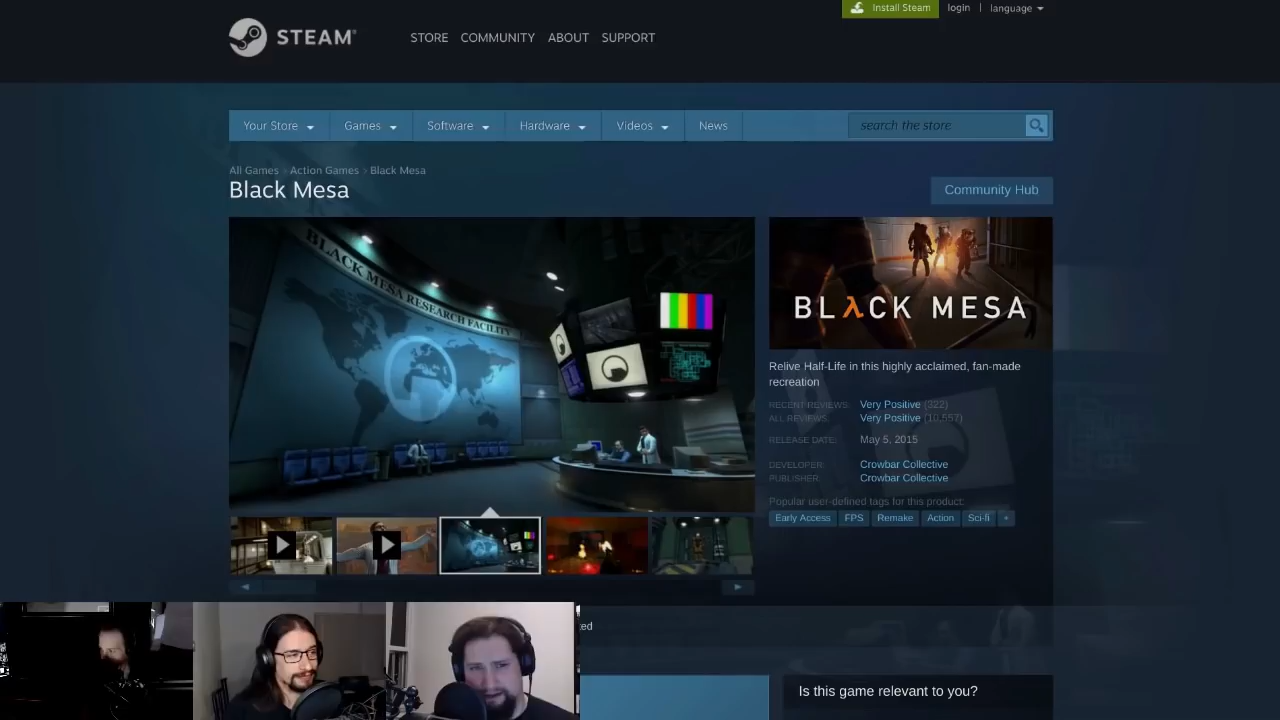 Install Steam
login
language
STEAM
STORE COMMUNITY ABOUT SUPPORT
Your Store Games Software Hardware Videos News
search the store
All Games > Action Games > Black Mesa
Black Mesa
Community Hub
BLACK MESA RESEARCH FACILITY
BLλCK MESA
Relive Half-Life in this highly acclaimed, fan-made
recreation
RECENT REVIEWS: Very Positive (322)
ALL REVIEWS: Very Positive (10,557)
RELEASE DATE: May 5, 2015
DEVELOPER: Crowbar Collective
PUBLISHER: Crowbar Collective
Popular user-defined tags for this product:
Early Access FPS Remake Action Sci-fi +
ted
Is this game relevant to you?